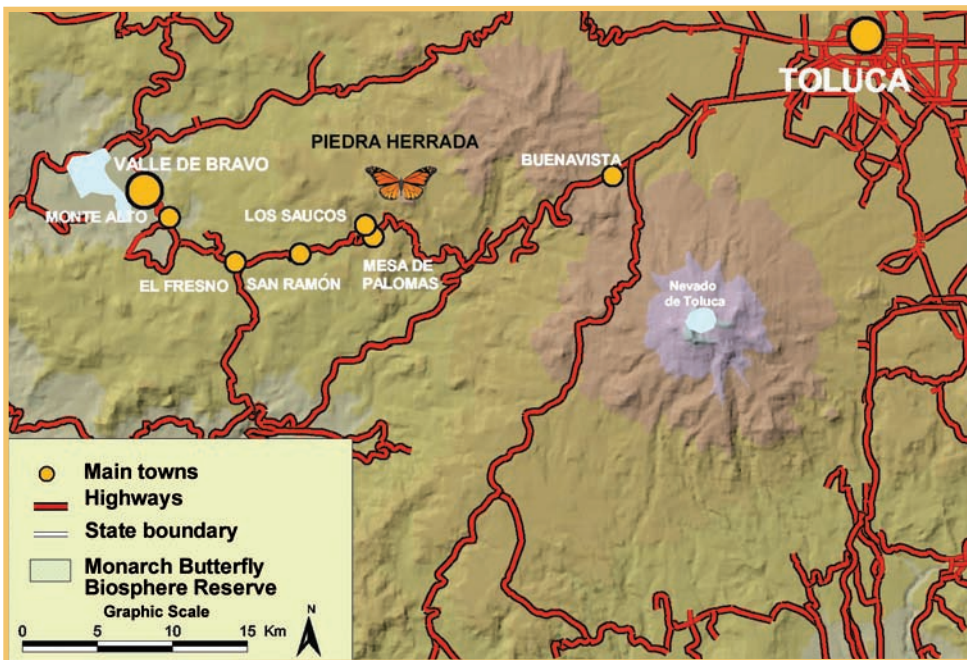 TOLUCA
PIEDRA HERRADA
VALLE DE BRAVO
BUENAVISTA
MONTE ALTO
LOS SAUCOS
EL FRESNO
SAN RAMÓN
MESA DE
PALOMAS
Nevado
de Toluca
Main towns
Highways
State boundary
Monarch Butterfly
Biosphere Reserve
Graphic Scale
N
0 5 10 15 Km